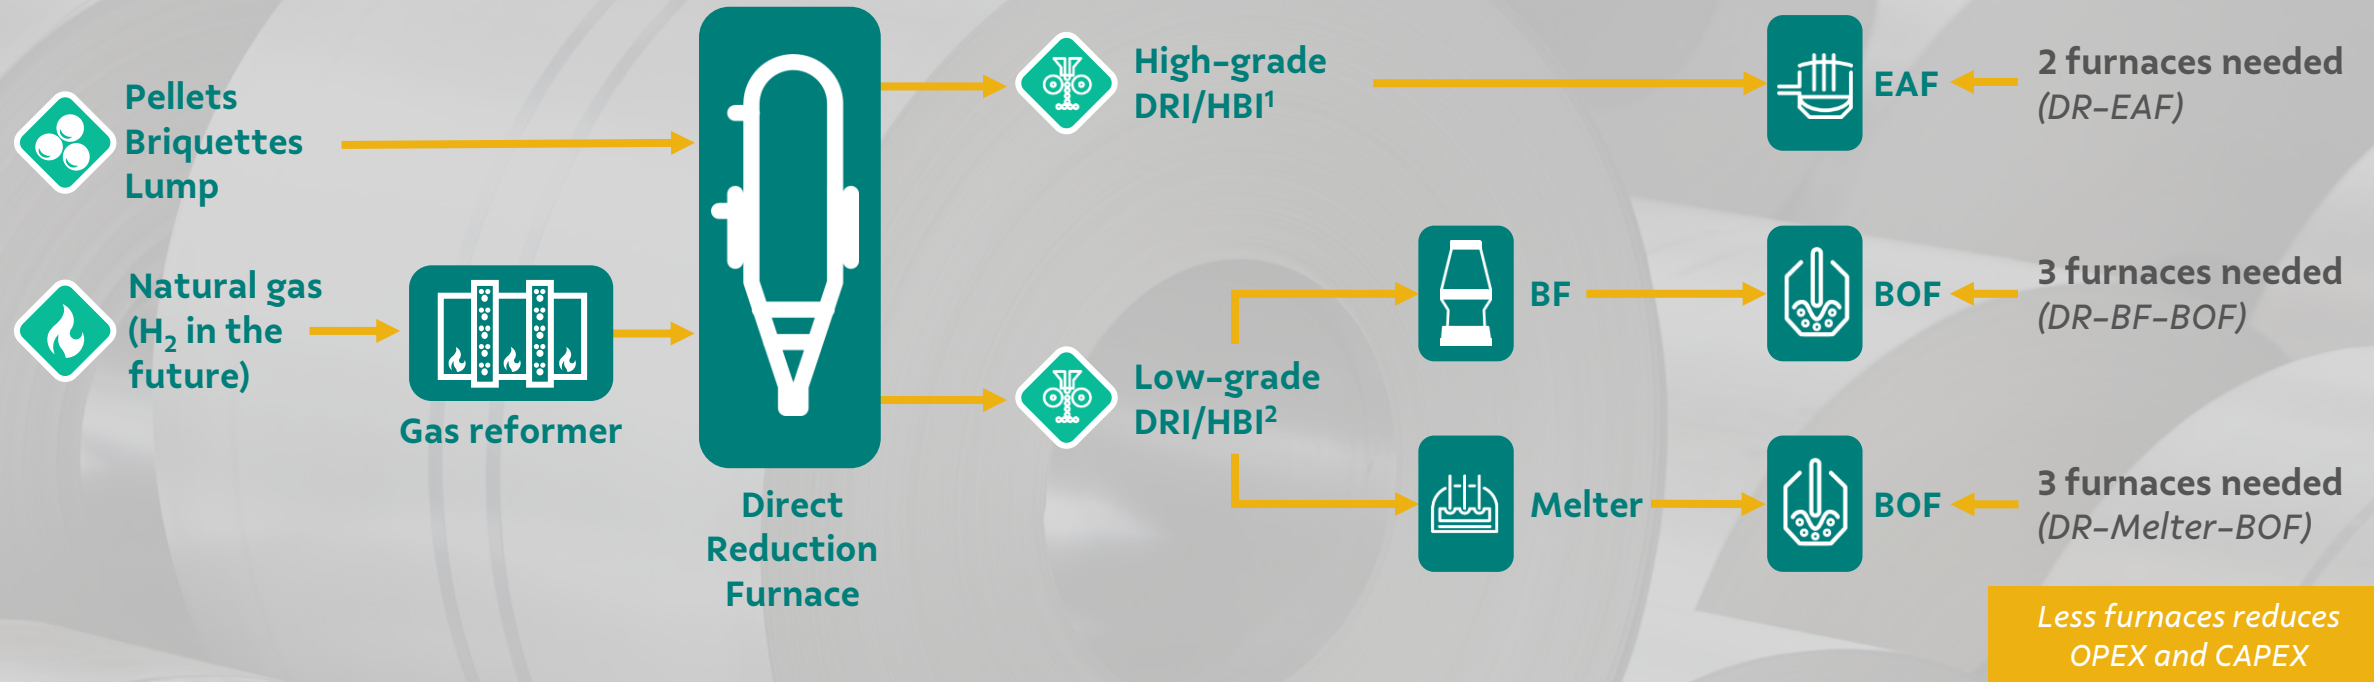 Pellets
Briquettes
Lump
Natural gas
(H₂ in the
future)
Gas reformer
Direct
Reduction
Furnace
High-grade
DRI/HBI¹
Low-grade
DRI/HBI²
EAF
2 furnaces needed
(DR-EAF)
BF
BOF
3 furnaces needed
(DR-BF-BOF)
Melter
BOF
3 furnaces needed
(DR-Melter-BOF)
Less furnaces reduces
OPEX and CAPEX